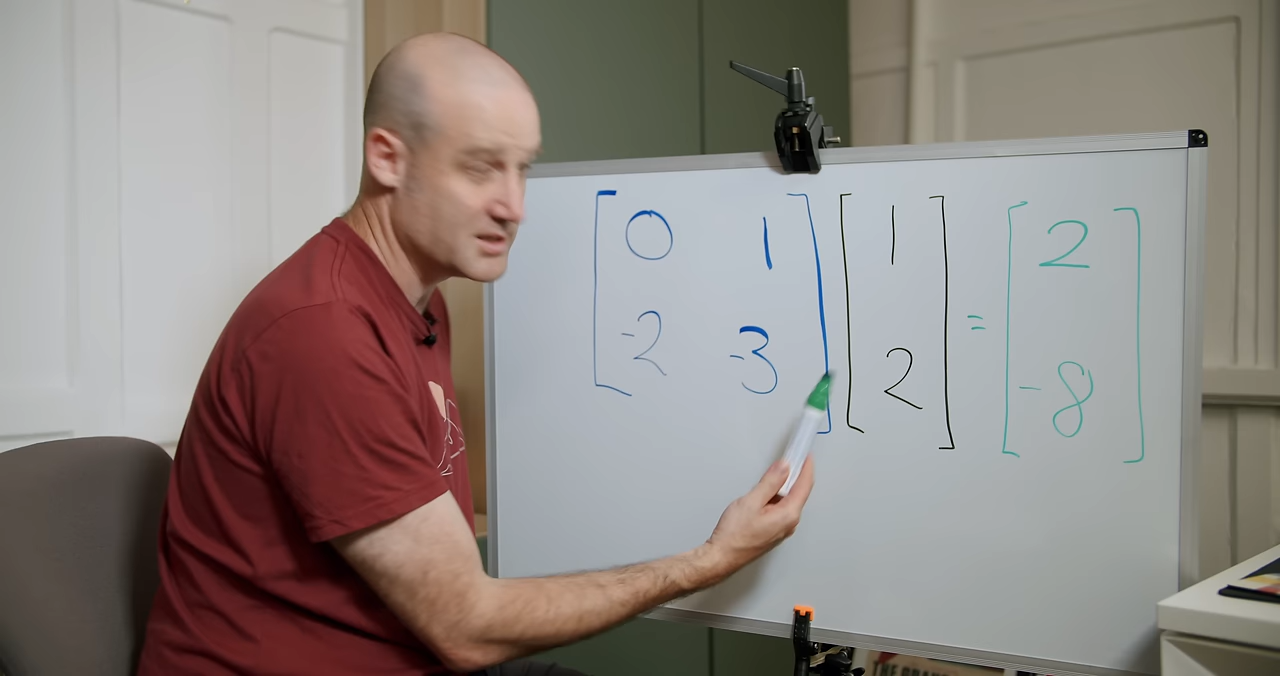 [0 1] [1] = [2]
[-2 -3] [2] [-8]